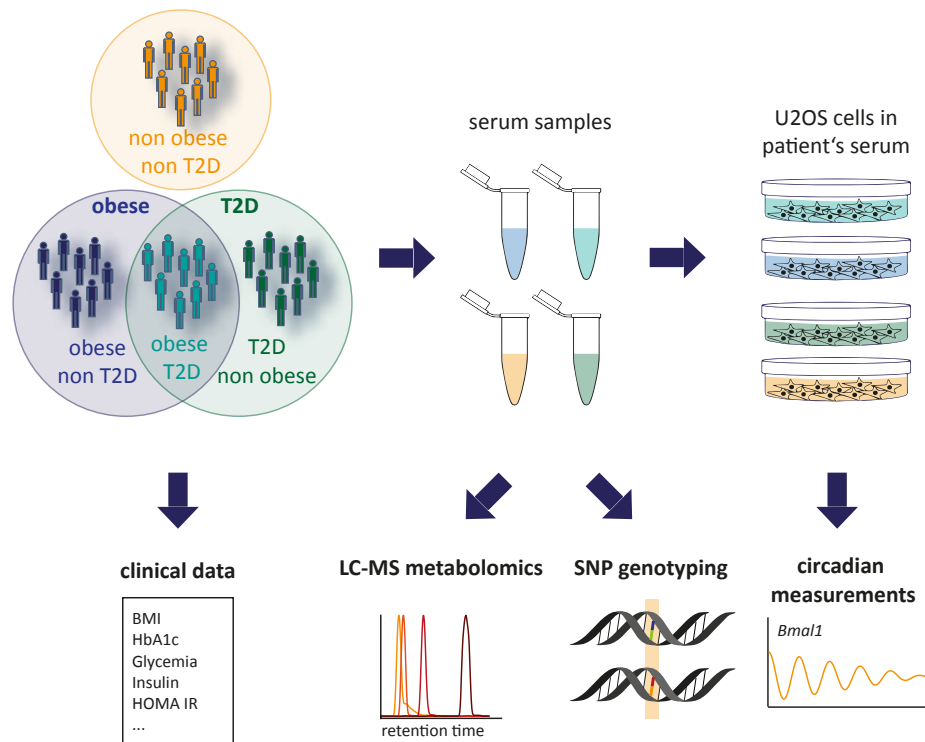 non obese
non T2D
obese
T2D
obese
non T2D
obese
T2D
T2D
non obese
serum samples
U2OS cells in
patient‘s serum
clinical data
BMI
HbA1c
Glycemia
Insulin
HOMA IR
...
LC-MS metabolomics
retention time
SNP genotyping
circadian
measurements
Bmal1